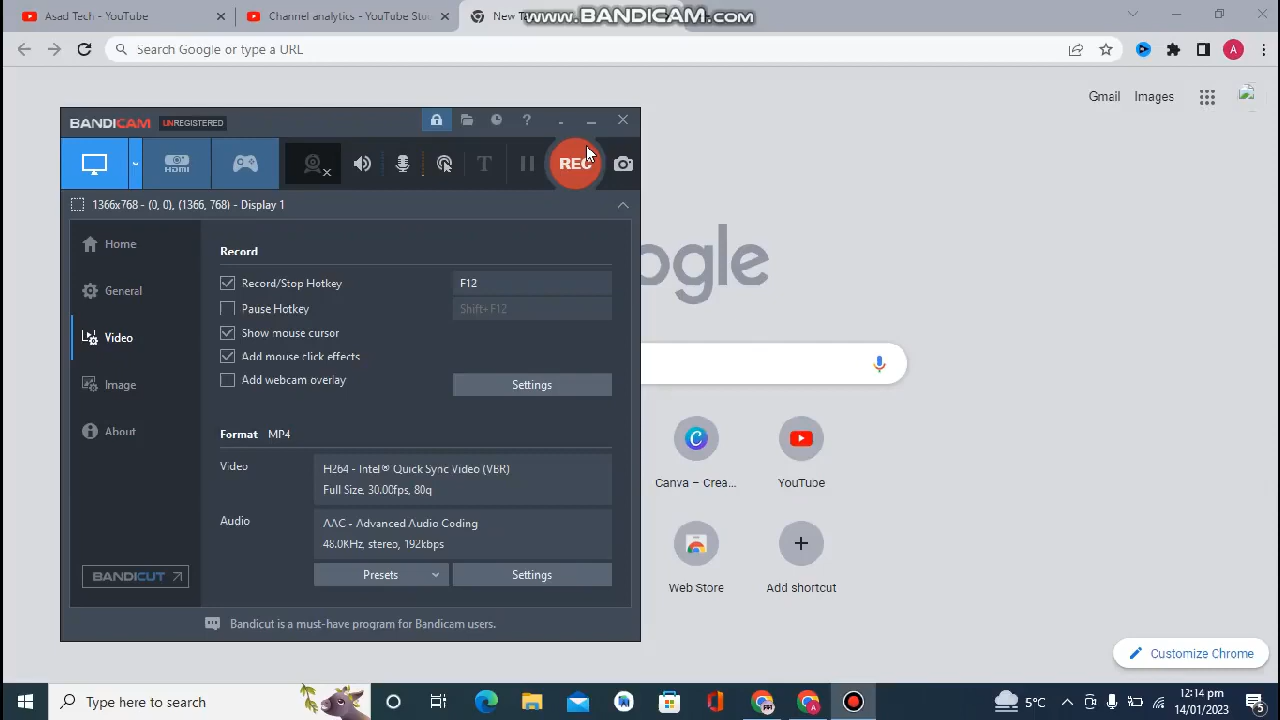 Asad Tech - YouTube
Channel analytics - YouTube Stu
New Ta
www.BANDICAM.com
Search Google or type a URL
A
Gmail
Images
BANDICAM
UNREGISTERED
HDMI
T
REC
1366x768 - (0, 0), (1366, 768) - Display 1
Home
General
Video
Image
About
BANDICUT
Record
Record/Stop Hotkey
F12
Pause Hotkey
Shift+F12
Show mouse cursor
Add mouse click effects
Add webcam overlay
Settings
Format MP4
Video
H264 - Intel® Quick Sync Video (VBR)
Full Size, 30.00fps, 80q
Audio
AAC - Advanced Audio Coding
48.0KHz, stereo, 192kbps
Presets
Settings
Bandicut is a must-have program for Bandicam users.
ogle
Canva – Crea...
YouTube
Web Store
Add shortcut
Customize Chrome
Type here to search
5°C
12:14 pm
14/01/2023
5